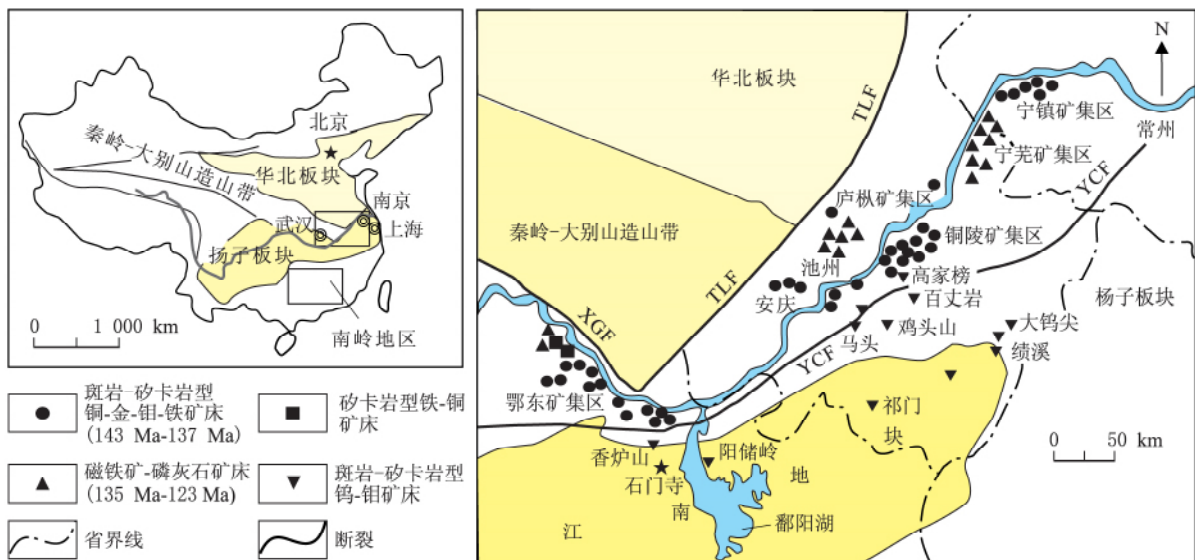 北京
秦岭-大别山造山带
华北板块
南京
武汉
上海
扬子板块
0 1 000 km
南岭地区
斑岩-矽卡岩型
铜-金-钼-铁矿床
(143 Ma-137 Ma)
矽卡岩型铁-铜
矿床
磁铁矿-磷灰石矿床
(135 Ma-123 Ma)
斑岩-矽卡岩型
钨-钼矿床
省界线
断裂
华北板块
TLF
N
宁镇矿集区
常州
宁芜矿集区
YCF
庐枞矿集区
秦岭-大别山造山带
铜陵矿集区
池州
高家榜
TLF
安庆
百丈岩
杨子板块
XGF
马头
鸡头山
大钨尖
绩溪
YCF
鄂东矿集区
祁门
0 50 km
块
香炉山
阳储岭
石门寺
地
南
鄱阳湖
江